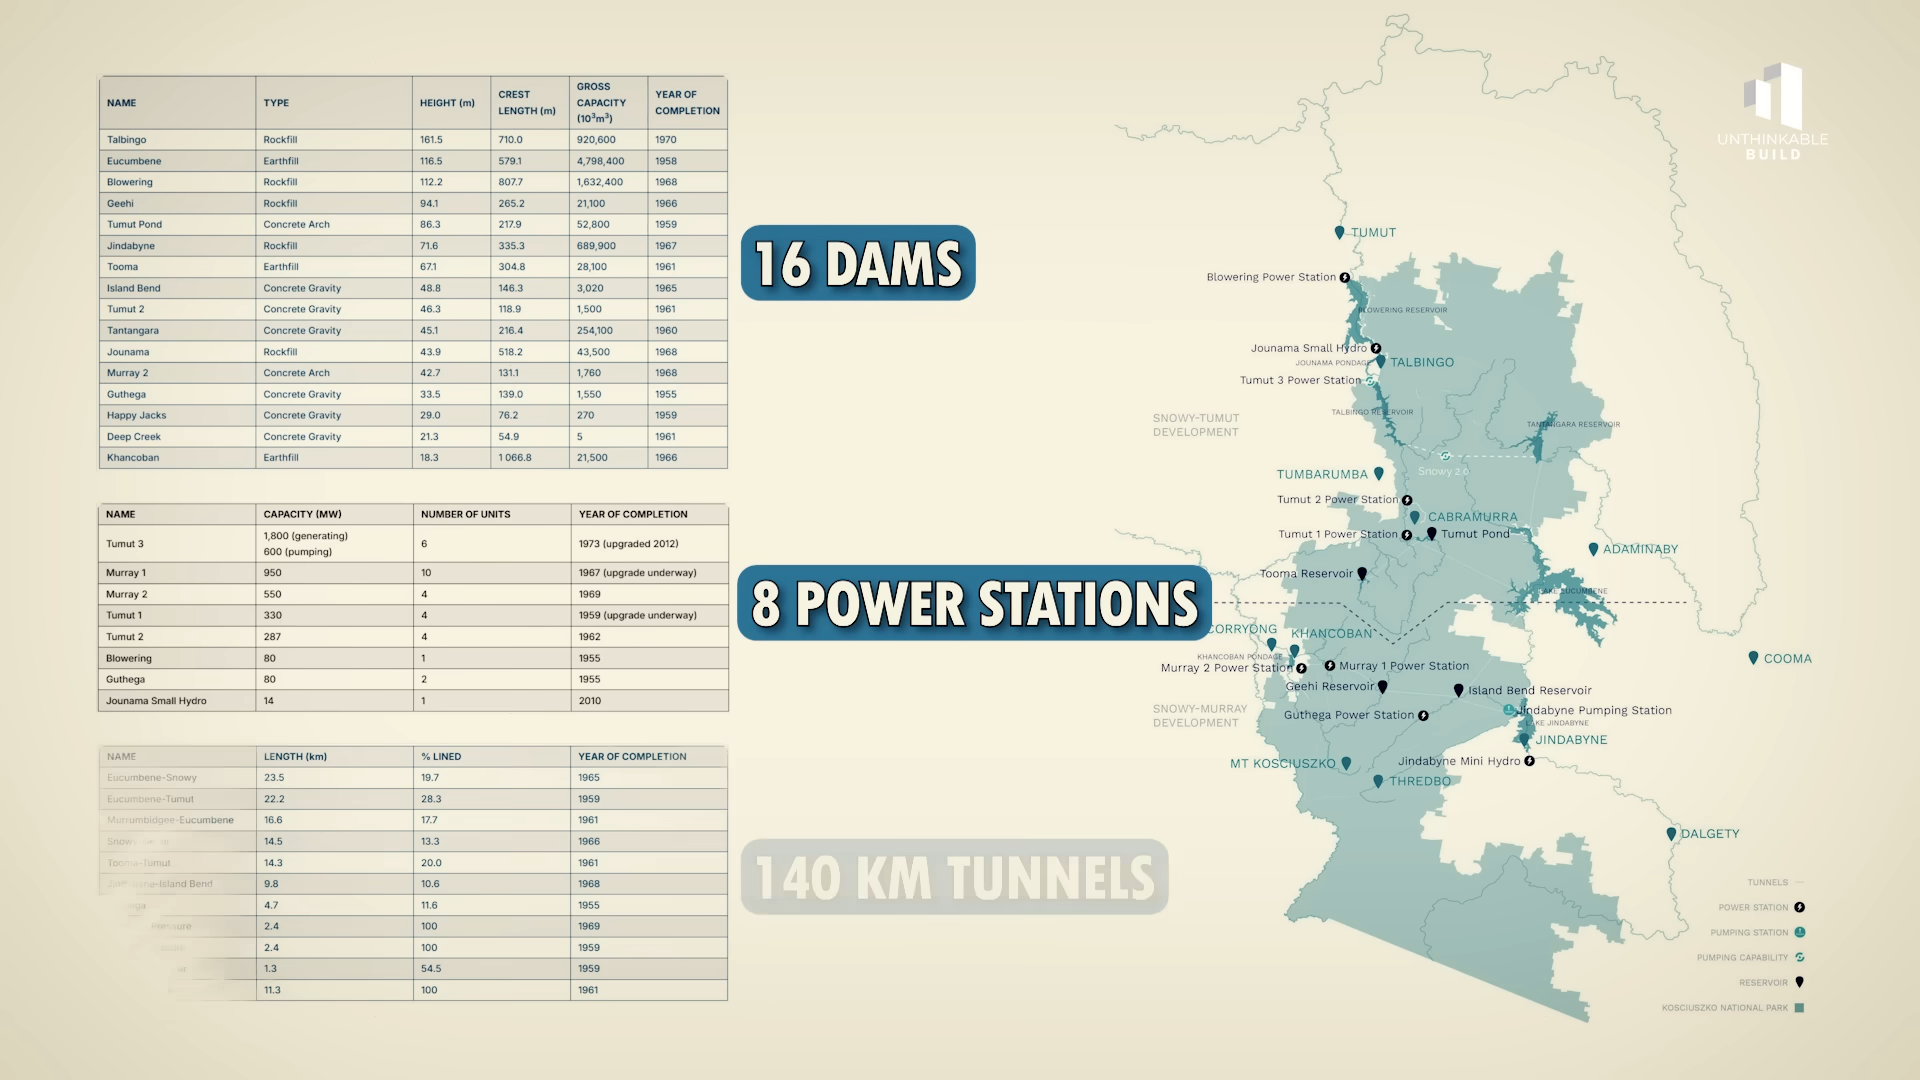 NAME TYPE HEIGHT (m) CREST LENGTH (m) GROSS CAPACITY (10³m³) YEAR OF COMPLETION
Talbingo Rockfill 161.5 710.0 920,600 1970
Eucumbene Earthfill 116.5 579.1 4,798,400 1958
Blowering Rockfill 112.2 807.7 1,632,400 1968
Geehi Rockfill 94.1 265.2 21,100 1966
Tumut Pond Concrete Arch 86.3 217.9 52,800 1959
Jindabyne Rockfill 71.6 335.3 689,900 1967
Tooma Earthfill 67.1 304.8 28,100 1961
Island Bend Concrete Gravity 48.8 146.3 3,020 1965
Tumut 2 Concrete Gravity 46.3 118.9 1,500 1961
Tantangara Concrete Gravity 45.1 216.4 254,100 1960
Jounama Rockfill 43.9 518.2 43,500 1968
Murray 2 Concrete Arch 42.7 131.1 1,760 1968
Guthega Concrete Gravity 33.5 139.0 1,550 1955
Happy Jacks Concrete Gravity 29.0 76.2 270 1959
Deep Creek Concrete Gravity 21.3 54.9 5 1961
Khancoban Earthfill 18.3 1 066.8 21,500 1966
16 DAMS
NAME CAPACITY (MW) NUMBER OF UNITS YEAR OF COMPLETION
Tumut 3 1,800 (generating) 600 (pumping) 6 1973 (upgraded 2012)
Murray 1 950 10 1967 (upgrade underway)
Murray 2 550 4 1969
Tumut 1 330 4 1959 (upgrade underway)
Tumut 2 287 4 1962
Blowering 80 1 1955
Guthega 80 2 1955
Jounama Small Hydro 14 1 2010
8 POWER STATIONS
NAME LENGTH (km) % LINED YEAR OF COMPLETION
Eucumbene-Snowy 23.5 19.7 1965
Eucumbene-Tumut 22.2 28.3 1959
Murrumbidgee-Eucumbene 16.6 17.7 1961
14.5 13.3 1966
Tooma-Tumut 14.3 20.0 1961
-Island Bend 9.8 10.6 1968
4.7 11.6 1955
Pressure 2.4 100 1969
2.4 100 1959
1.3 54.5 1959
11.3 100 1961
140 KM TUNNELS
UNTHINKABLE
BUILD
TUMUT
Blowering Power Station
BLOWERING RESERVOIR
Jounama Small Hydro
JOUNAMA PONDAGE
TALBINGO
Tumut 3 Power Station
TALBINGO RESERVOIR
SNOWY-TUMUT
DEVELOPMENT
TANTANGARA RESERVOIR
Snowy 2.0
TUMBARUMBA
Tumut 2 Power Station
CABRAMURRA
Tumut 1 Power Station
Tumut Pond
ADAMINABY
Tooma Reservoir
LAKE EUCUMBENE
CORRYONG
KHANCOBAN
KHANCOBAN PONDAGE
COOMA
Murray 2 Power Station
Murray 1 Power Station
Geehi Reservoir
Island Bend Reservoir
SNOWY-MURRAY
DEVELOPMENT
Guthega Power Station
Jindabyne Pumping Station
LAKE JINDABYNE
JINDABYNE
MT KOSCIUSZKO
Jindabyne Mini Hydro
THREDBO
DALGETY
TUNNELS
POWER STATION
PUMPING STATION
PUMPING CAPABILITY
RESERVOIR
KOSCIUSZKO NATIONAL PARK